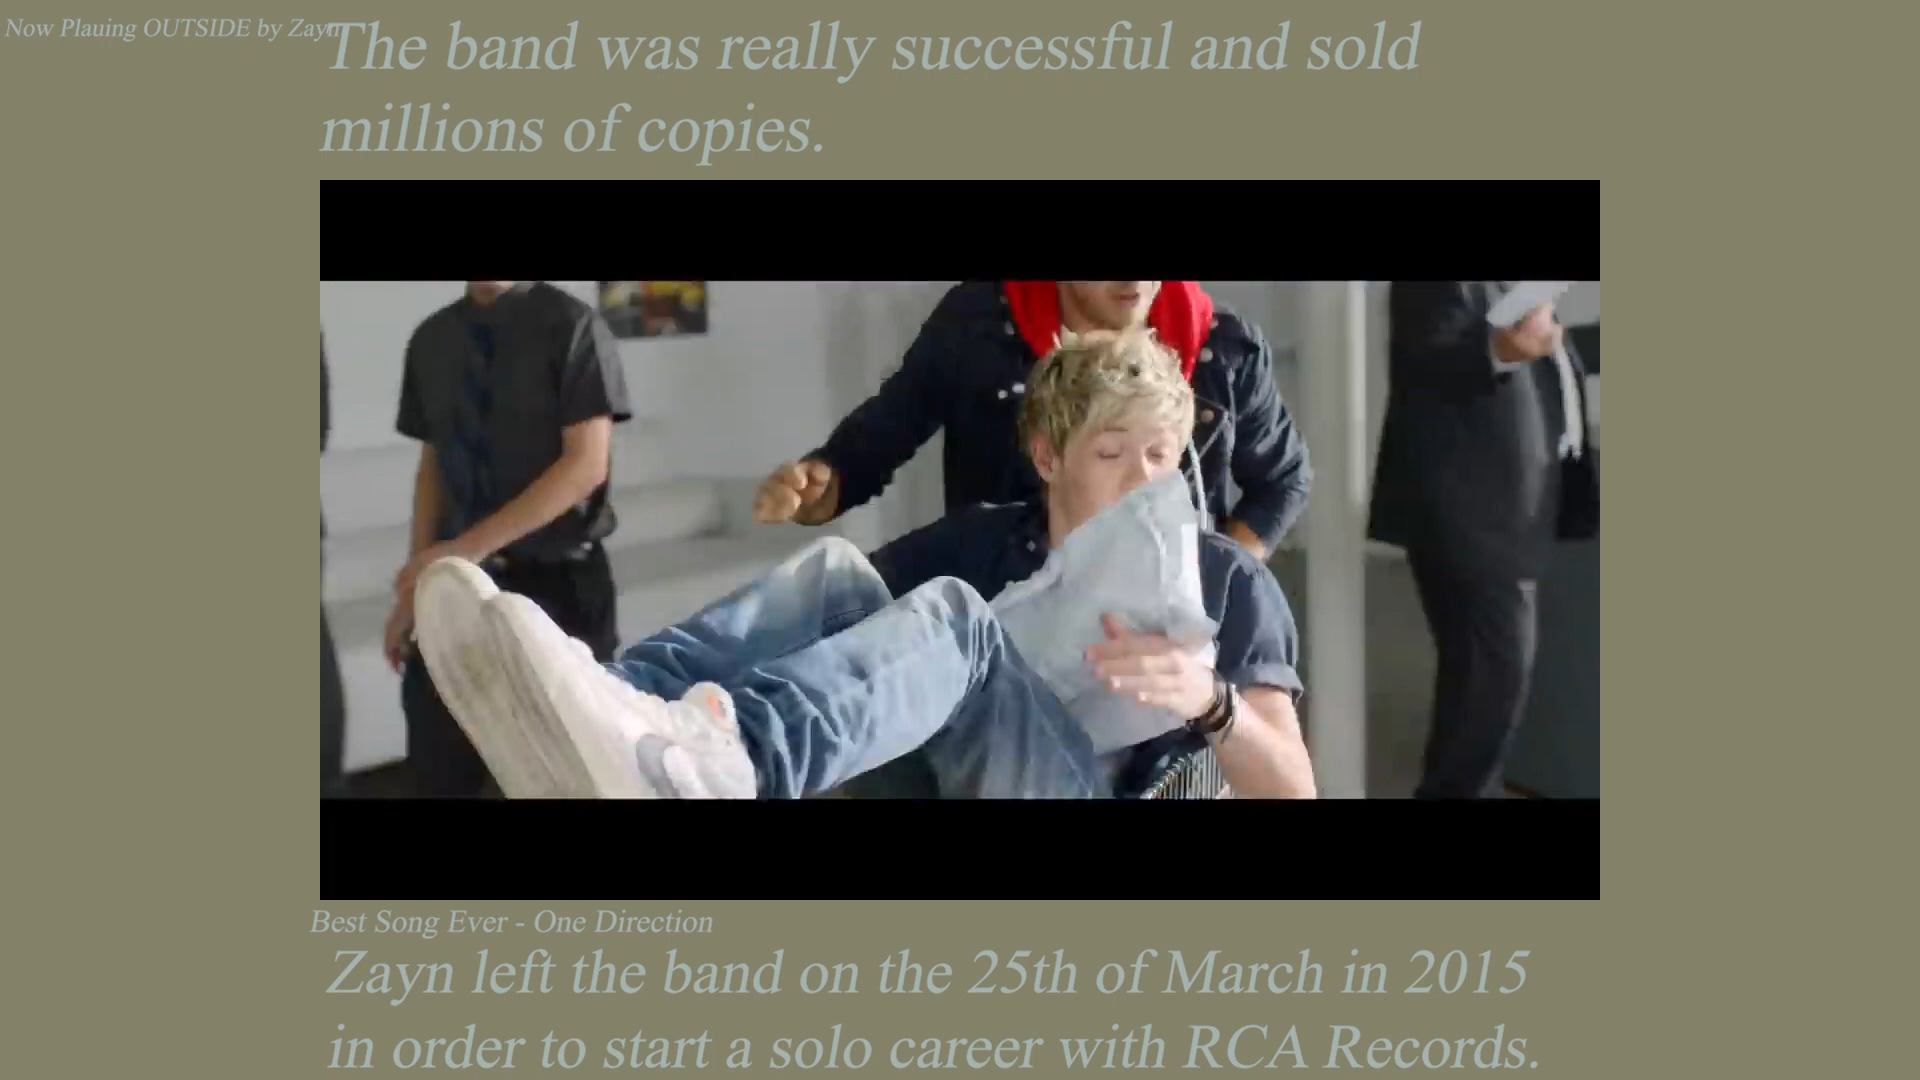 Now Plauing OUTSIDE by Zayn
The band was really successful and sold
millions of copies.
Best Song Ever - One Direction
Zayn left the band on the 25th of March in 2015
in order to start a solo career with RCA Records.